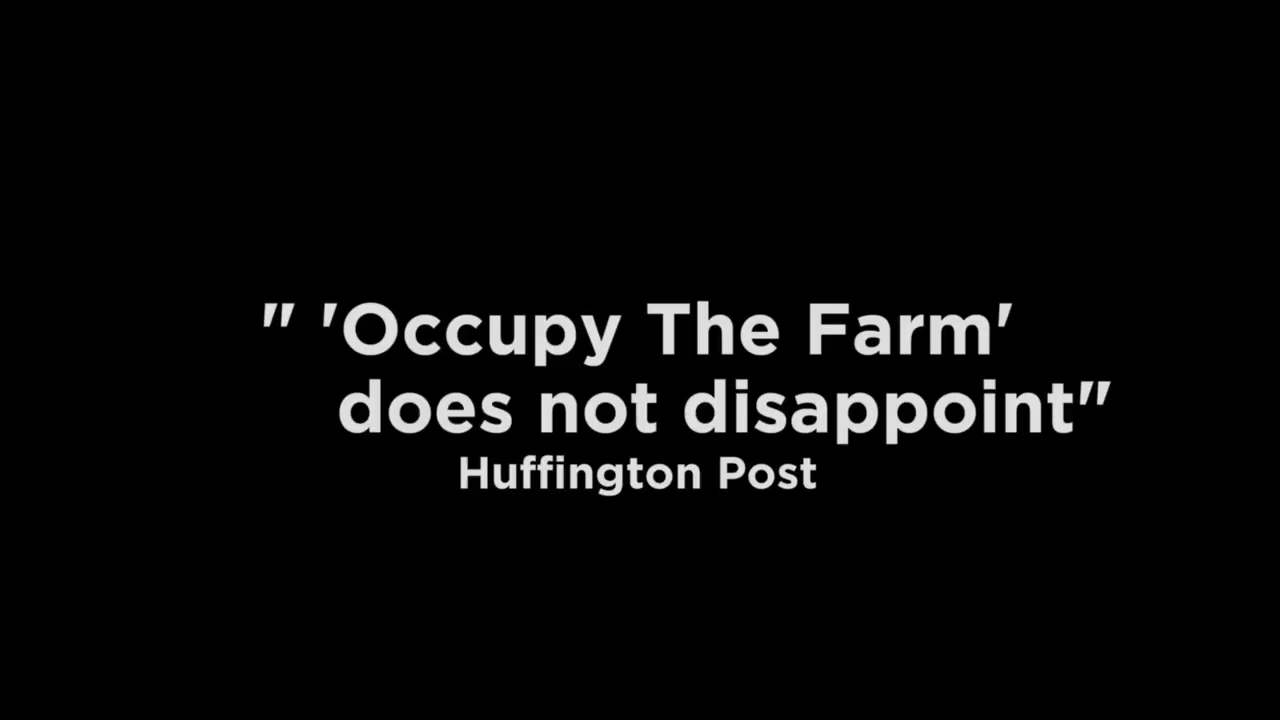 " 'Occupy The Farm'
does not disappoint"
Huffington Post